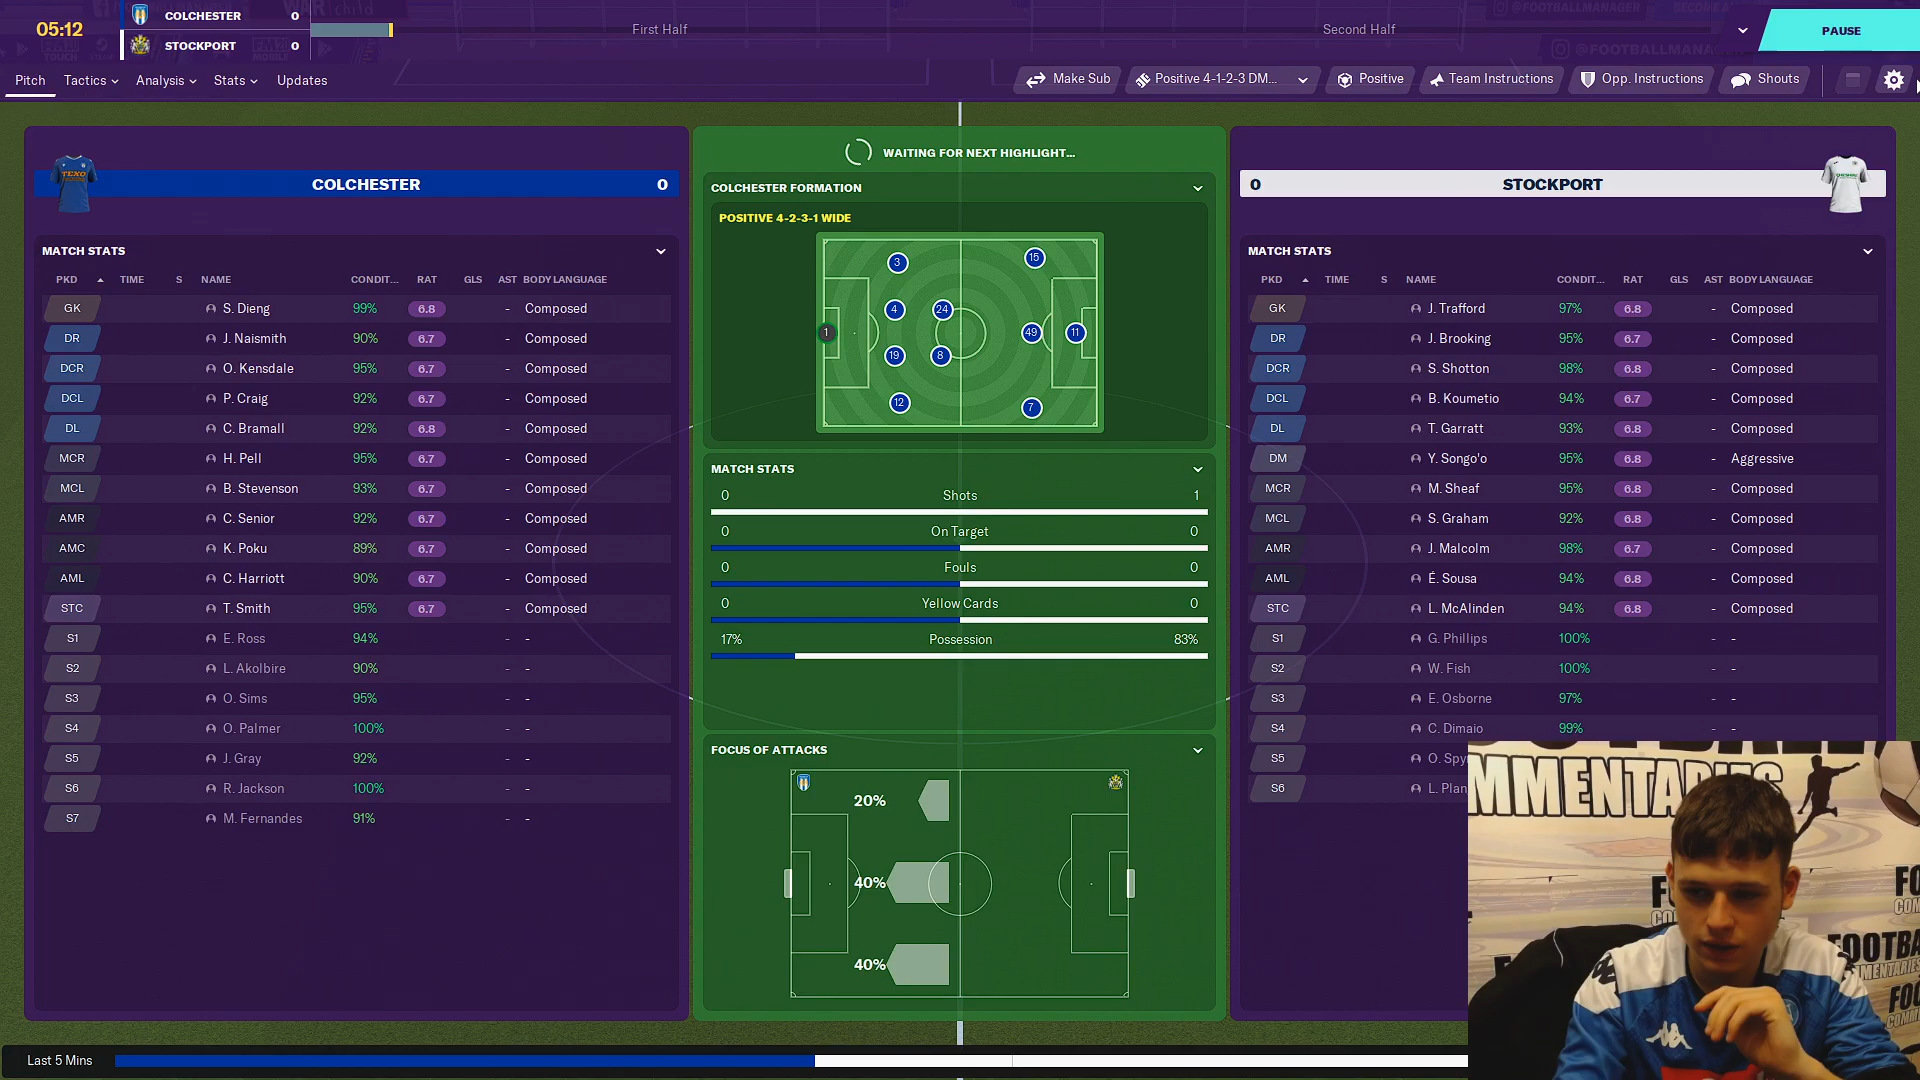 05:12
COLCHESTER 0
STOCKPORT 0
First Half
Second Half
PAUSE
Pitch
Tactics
Analysis
Stats
Updates
Make Sub
Positive 4-1-2-3 DM...
Positive
Team Instructions
Opp. Instructions
Shouts
COLCHESTER 0
MATCH STATS
PKD TIME S NAME CONDIT... RAT GLS AST BODY LANGUAGE
GK S. Dieng 99% 6.8 - Composed
DR J. Naismith 90% 6.7 - Composed
DCR O. Kensdale 95% 6.7 - Composed
DCL P. Craig 92% 6.7 - Composed
DL C. Bramall 92% 6.8 - Composed
MCR H. Pell 95% 6.7 - Composed
MCL B. Stevenson 93% 6.7 - Composed
AMR C. Senior 92% 6.7 - Composed
AMC K. Poku 89% 6.7 - Composed
AML C. Harriott 90% 6.7 - Composed
STC T. Smith 95% 6.7 - Composed
S1 E. Ross 94% - -
S2 L. Akolbire 90% - -
S3 O. Sims 95% - -
S4 O. Palmer 100% - -
S5 J. Gray 92% - -
S6 R. Jackson 100% - -
S7 M. Fernandes 91% - -
WAITING FOR NEXT HIGHLIGHT...
COLCHESTER FORMATION
POSITIVE 4-2-3-1 WIDE
3 15
4 24
1 49 11
19 8
12 7
MATCH STATS
0 Shots 1
0 On Target 0
0 Fouls 0
0 Yellow Cards 0
17% Possession 83%
FOCUS OF ATTACKS
20%
40%
40%
0 STOCKPORT
MATCH STATS
PKD TIME S NAME CONDIT... RAT GLS AST BODY LANGUAGE
GK J. Trafford 97% 6.8 - Composed
DR J. Brooking 95% 6.7 - Composed
DCR S. Shotton 98% 6.8 - Composed
DCL B. Koumetio 94% 6.7 - Composed
DL T. Garratt 93% 6.8 - Composed
DM Y. Songo'o 95% 6.8 - Aggressive
MCR M. Sheaf 95% 6.8 - Composed
MCL S. Graham 92% 6.8 - Composed
AMR J. Malcolm 98% 6.7 - Composed
AML É. Sousa 94% 6.8 - Composed
STC L. McAlinden 94% 6.8 - Composed
S1 G. Phillips 100% - -
S2 W. Fish 100% - -
S3 E. Osborne 97% - -
S4 C. Dimaio 99% - -
S5 O. Spy
S6 L. Plan
Last 5 Mins